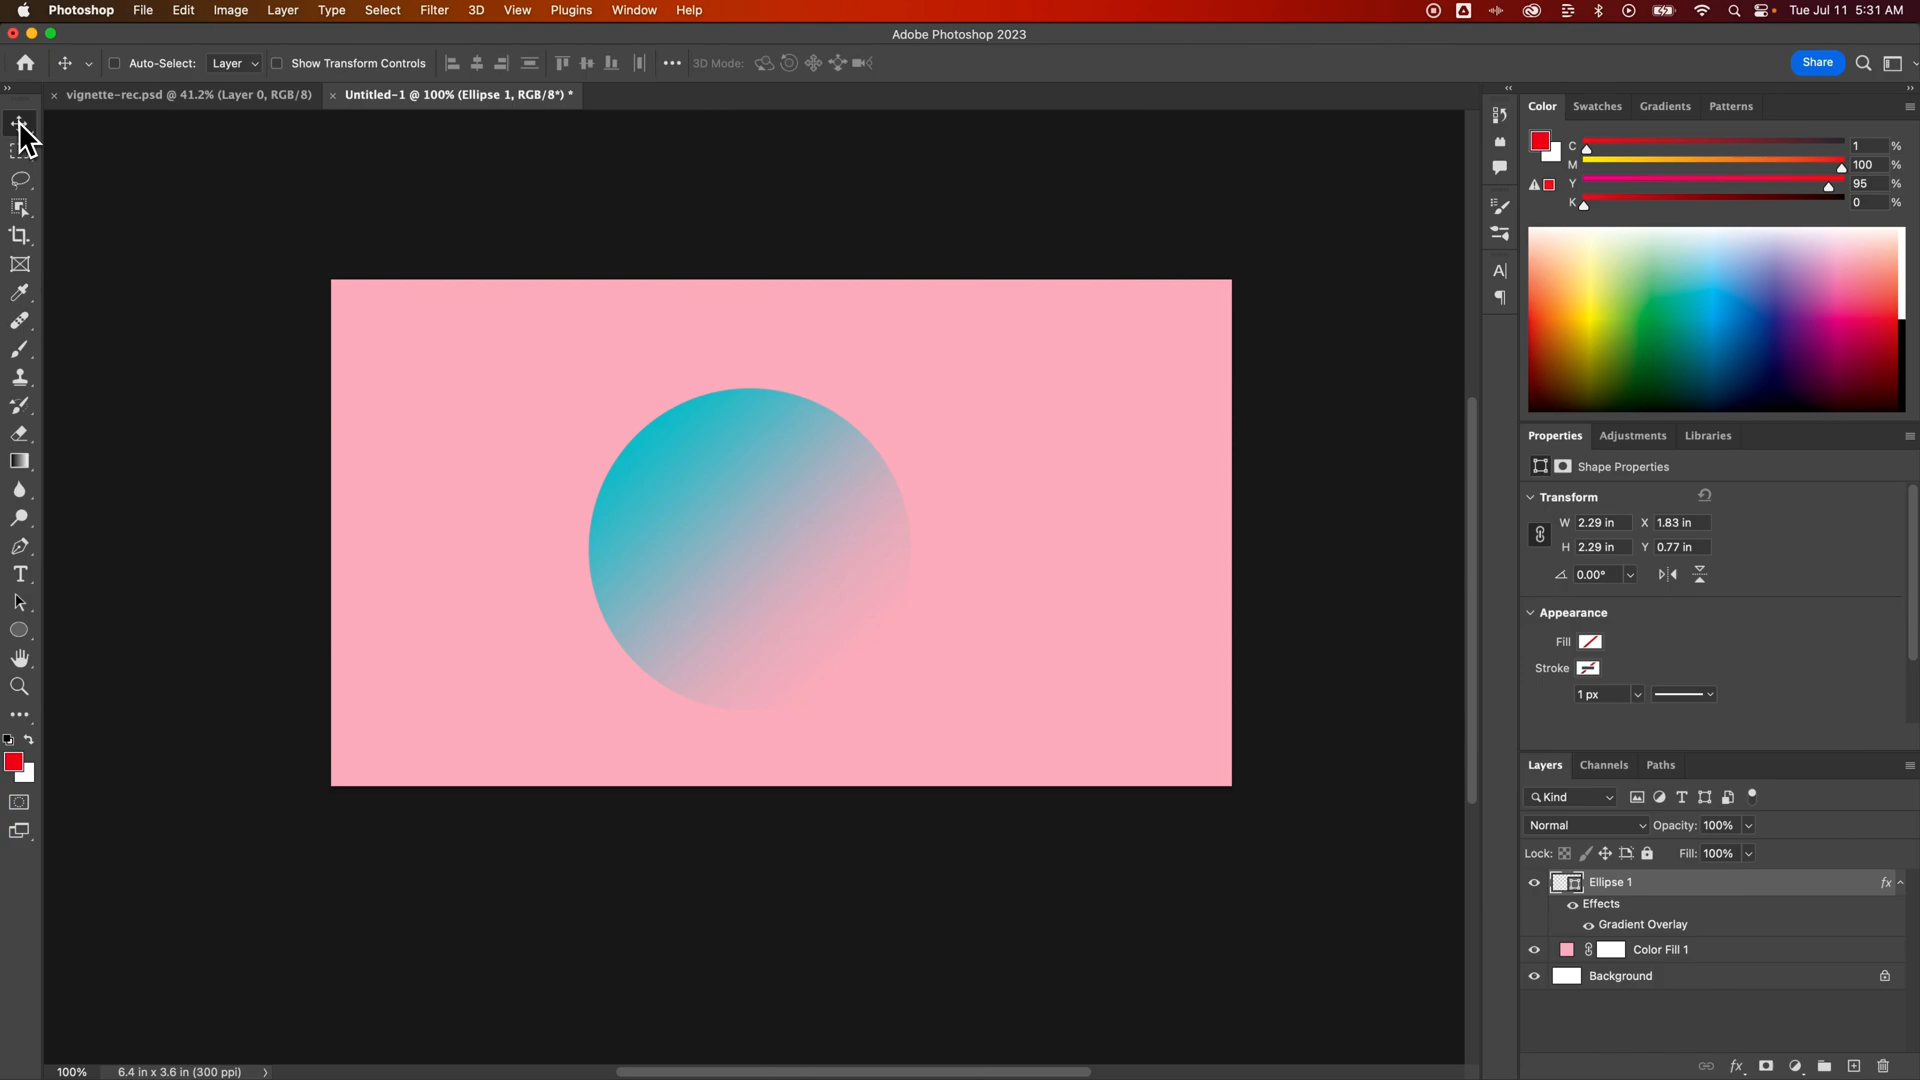 Photoshop File Edit Image Layer Type Select Filter 3D View Plugins Window Help Tue Jul 11 5:31 AM
Adobe Photoshop 2023
Auto-Select: Layer Show Transform Controls 3D Mode: Share
vignette-rec.psd @ 41.2% (Layer 0, RGB/8)
Untitled-1 @ 100% (Ellipse 1, RGB/8*) *
Color Swatches Gradients Patterns
C 1 %
M 100 %
Y 95 %
K 0 %
Properties Adjustments Libraries
Shape Properties
Transform
W 2.29 in X 1.83 in
H 2.29 in Y 0.77 in
0.00°
Appearance
Fill
Stroke
1 px
Layers Channels Paths
Kind
Normal Opacity: 100%
Lock: Fill: 100%
Ellipse 1 fx
Effects
Gradient Overlay
Color Fill 1
Background
fx
100% 6.4 in x 3.6 in (300 ppi)